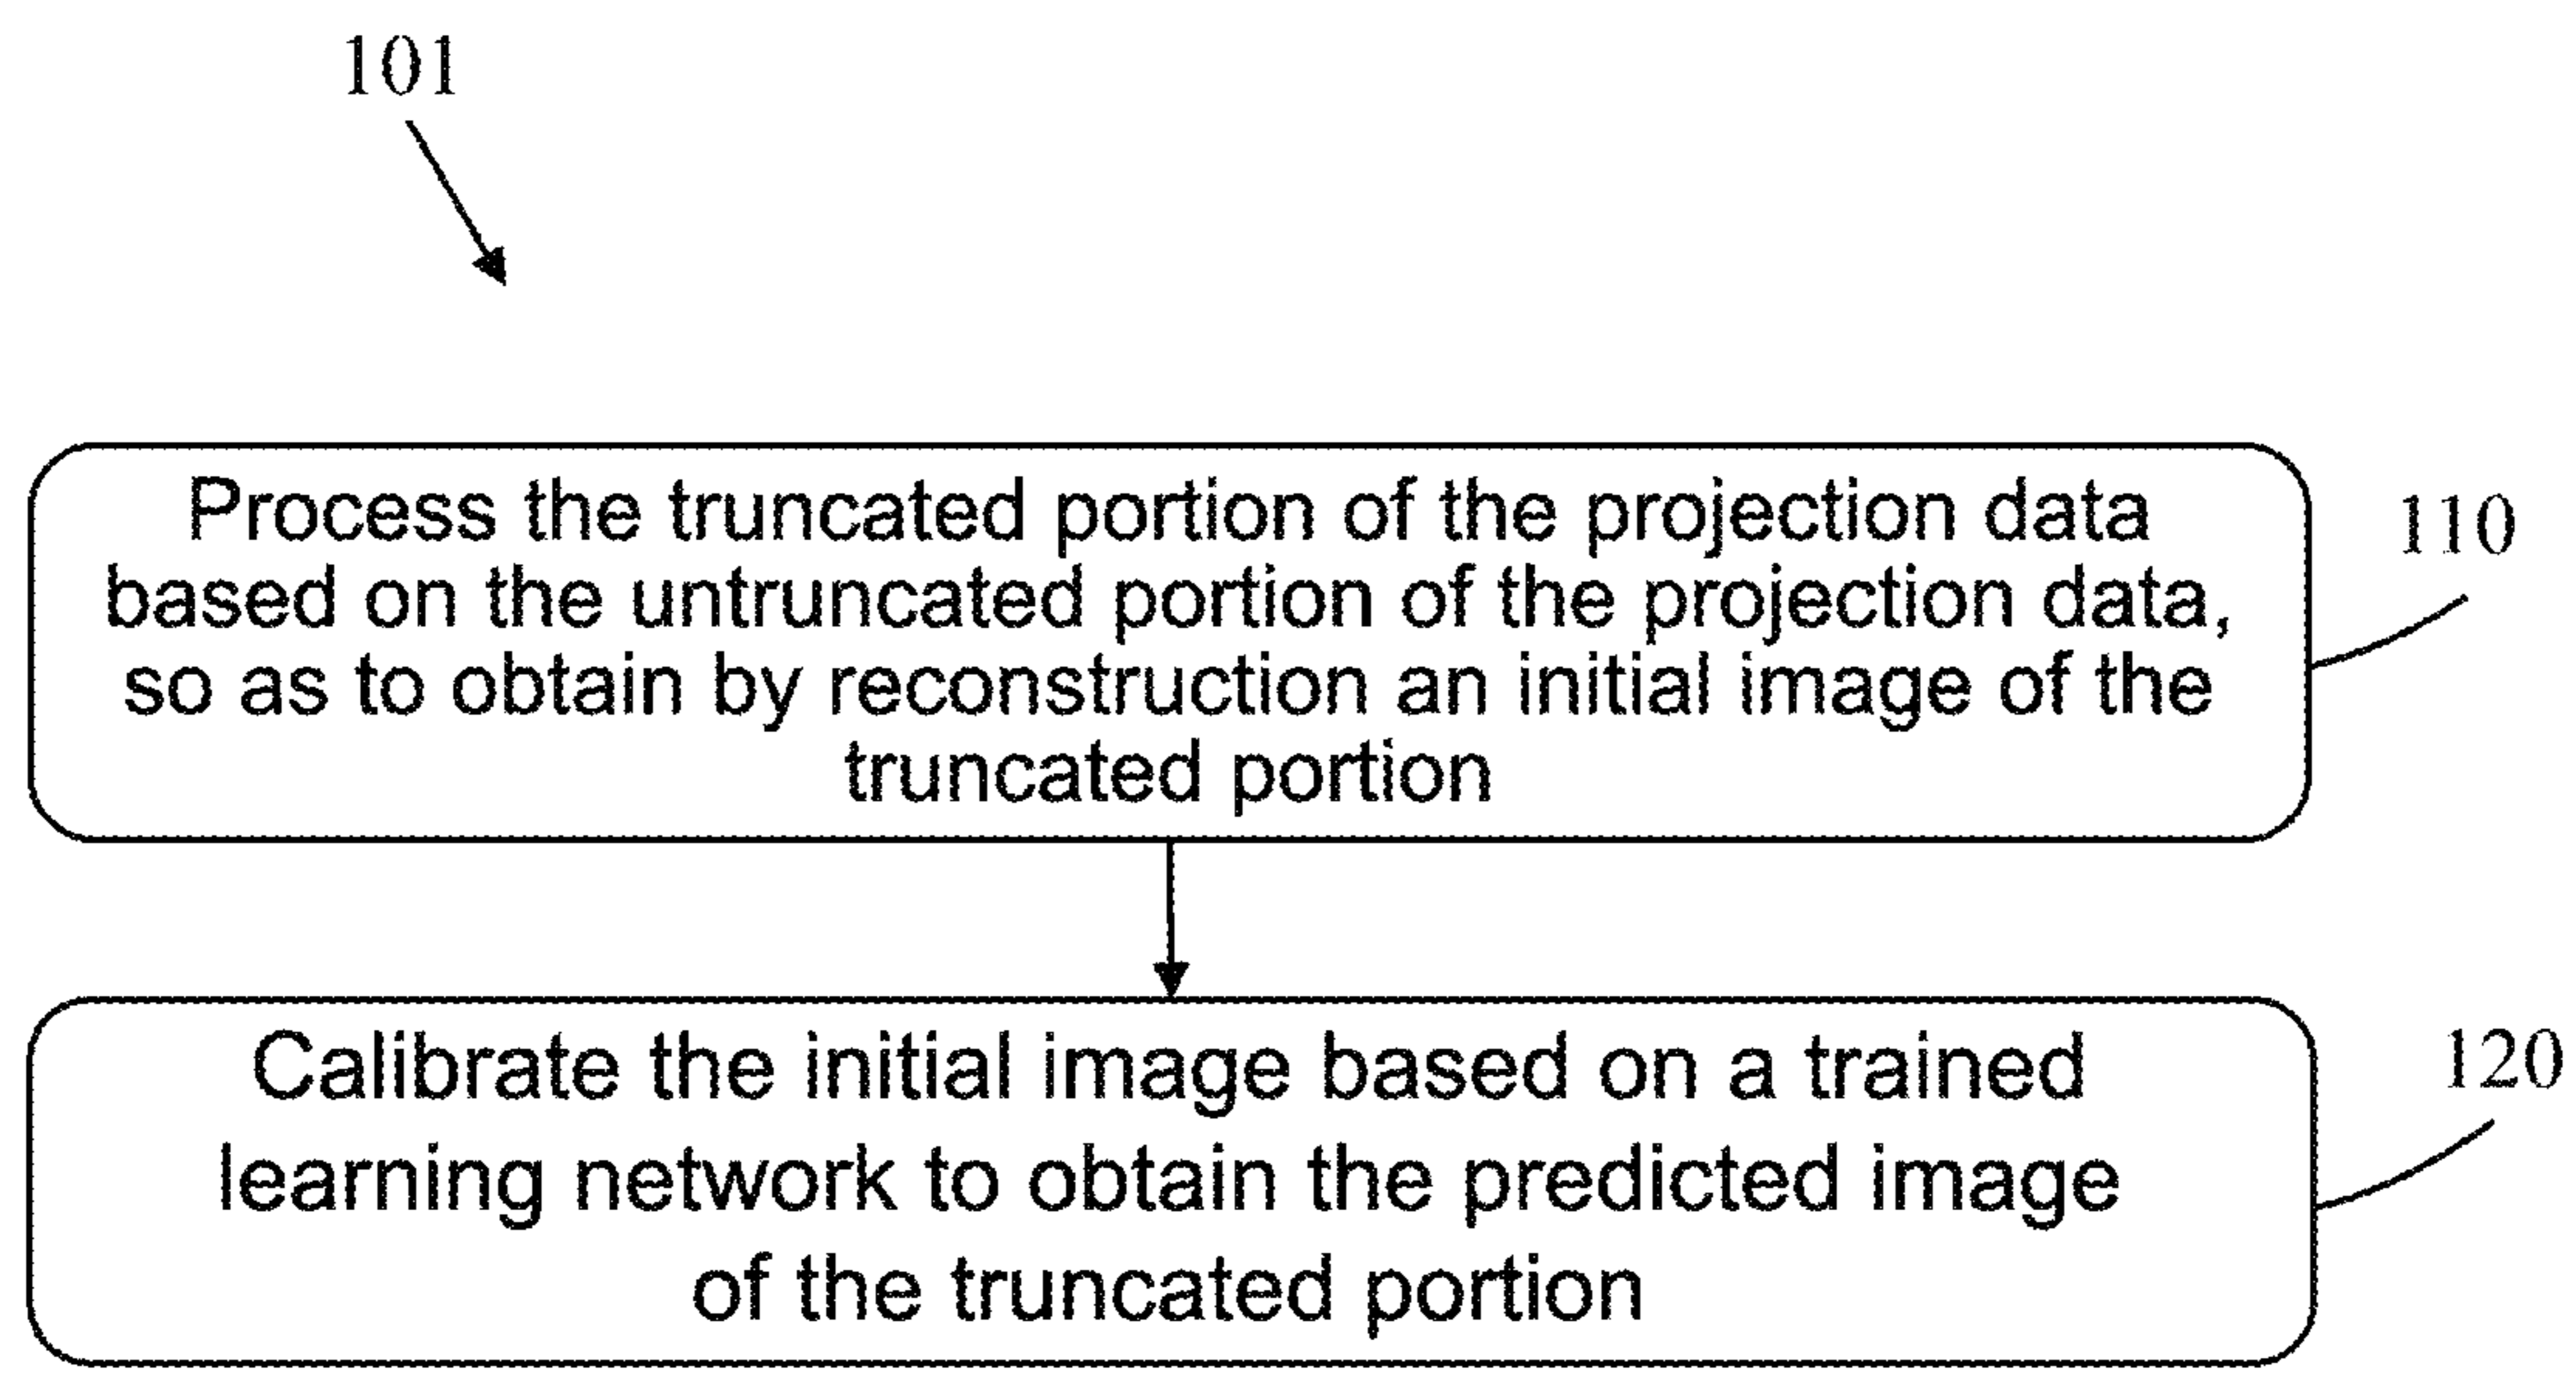 101
Process the truncated portion of the projection data
based on the untruncated portion of the projection data,
so as to obtain by reconstruction an initial image of the
truncated portion
110
Calibrate the initial image based on a trained
learning network to obtain the predicted image
of the truncated portion
120